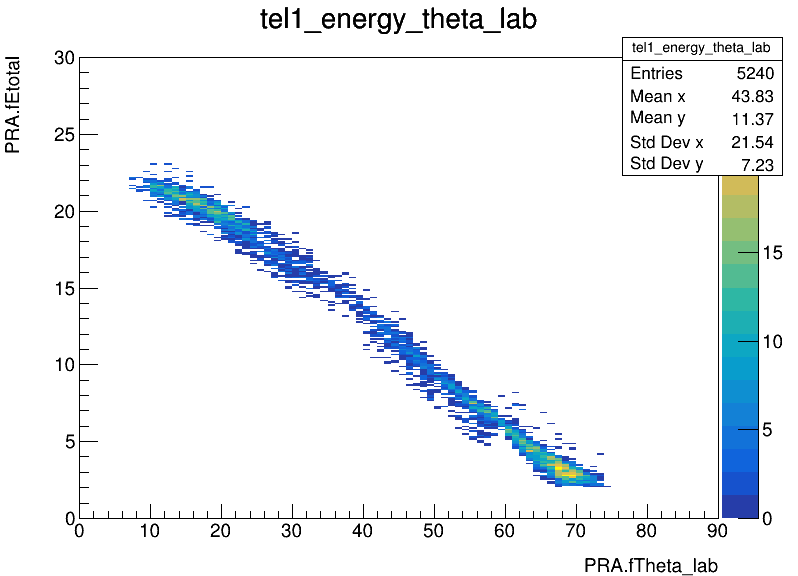 tel1_energy_theta_lab
PRA.fEtotal
tel1_energy_theta_lab
Entries 5240
Mean x 43.83
Mean y 11.37
Std Dev x 21.54
Std Dev y 7.23
30
25
20
15
10
5
0
15
10
5
0
0 10 20 30 40 50 60 70 80 90
PRA.fTheta_lab